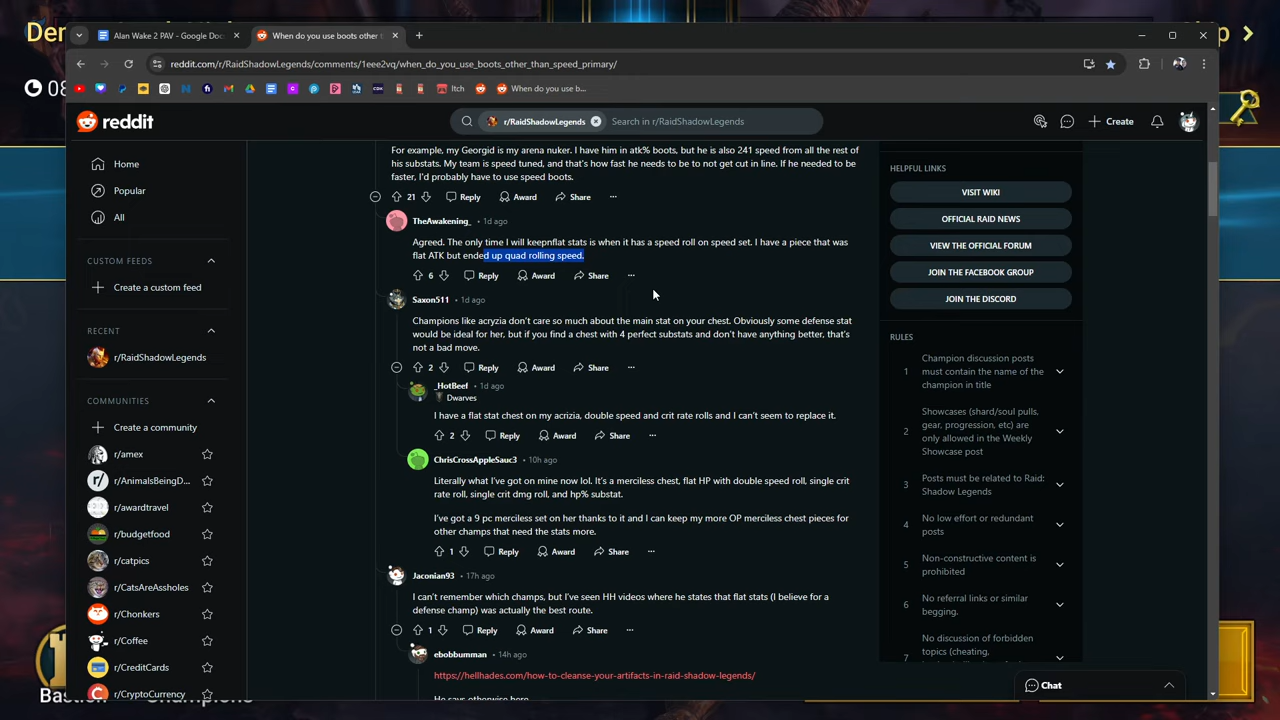 Alan Wake 2 PAV - Google Doc
When do you use boots other t
reddit.com/r/RaidShadowLegends/comments/1eee2vq/when_do_you_use_boots_other_than_speed_primary/
Itch
When do you use b...
reddit
r/RaidShadowLegends
Search in r/RaidShadowLegends
Create
Home
Popular
All
CUSTOM FEEDS
Create a custom feed
RECENT
r/RaidShadowLegends
COMMUNITIES
Create a community
r/amex
r/AnimalsBeingD...
r/awardtravel
r/budgetfood
r/catpics
r/CatsAreAssholes
r/Chonkers
r/Coffee
r/CreditCards
r/CryptoCurrency
For example, my Georgid is my arena nuker. I have him in atk% boots, but he is also 241 speed from all the rest of
his substats. My team is speed tuned, and that's how fast he needs to be to not get cut in line. If he needed to be
faster, I'd probably have to use speed boots.
21 Reply Award Share
TheAwakening_ • 1d ago
Agreed. The only time I will keepnflat stats is when it has a speed roll on speed set. I have a piece that was
flat ATK but ended up quad rolling speed.
6 Reply Award Share
Saxon511 • 1d ago
Champions like acryzia don't care so much about the main stat on your chest. Obviously some defense stat
would be ideal for her, but if you find a chest with 4 perfect substats and don't have anything better, that's
not a bad move.
2 Reply Award Share
_HotBeef • 1d ago
Dwarves
I have a flat stat chest on my acrizia, double speed and crit rate rolls and I can't seem to replace it.
2 Reply Award Share
ChrisCrossAppleSauc3 • 10h ago
Literally what I've got on mine now lol. It's a merciless chest, flat HP with double speed roll, single crit
rate roll, single crit dmg roll, and hp% substat.
I've got a 9 pc merciless set on her thanks to it and I can keep my more OP merciless chest pieces for
other champs that need the stats more.
1 Reply Award Share
Jaconian93 • 17h ago
I can't remember which champs, but I've seen HH videos where he states that flat stats (I believe for a
defense champ) was actually the best route.
1 Reply Award Share
ebobbumman • 14h ago
https://hellhades.com/how-to-cleanse-your-artifacts-in-raid-shadow-legends/
He says otherwise here
HELPFUL LINKS
VISIT WIKI
OFFICIAL RAID NEWS
VIEW THE OFFICIAL FORUM
JOIN THE FACEBOOK GROUP
JOIN THE DISCORD
RULES
1 Champion discussion posts
must contain the name of the
champion in title
2 Showcases (shard/soul pulls,
gear, progression, etc) are
only allowed in the Weekly
Showcase post
3 Posts must be related to Raid:
Shadow Legends
4 No low effort or redundant
posts
5 Non-constructive content is
prohibited
6 No referral links or similar
begging.
7 No discussion of forbidden
topics (cheating,
Chat